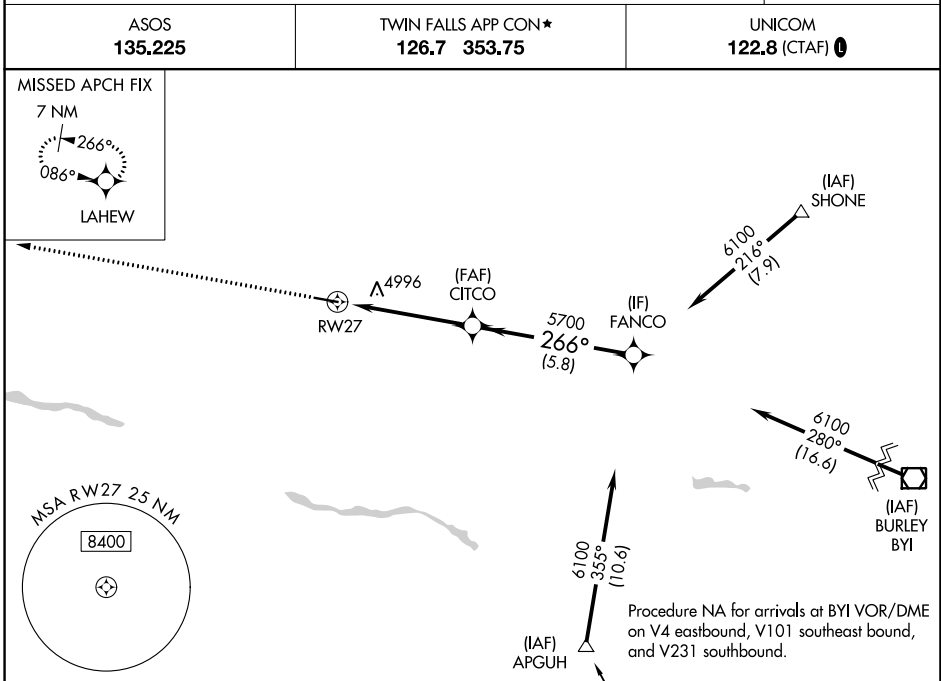 ASOS
135.225
TWIN FALLS APP CON★
126.7 353.75
UNICOM
122.8 (CTAF) L
MISSED APCH FIX
7 NM
266°
086°
LAHEW
(IAF)
SHONE
6100
216°
(7.9)
4996
(FAF)
CITCO
(IF)
FANCO
RW27
5700
266°
(5.8)
6100
280°
(16.6)
(IAF)
BURLEY
BYI
MSA RW27 25 NM
8400
6100
355°
(10.6)
(IAF)
APGUH
Procedure NA for arrivals at BYI VOR/DME
on V4 eastbound, V101 southeast bound,
and V231 southbound.